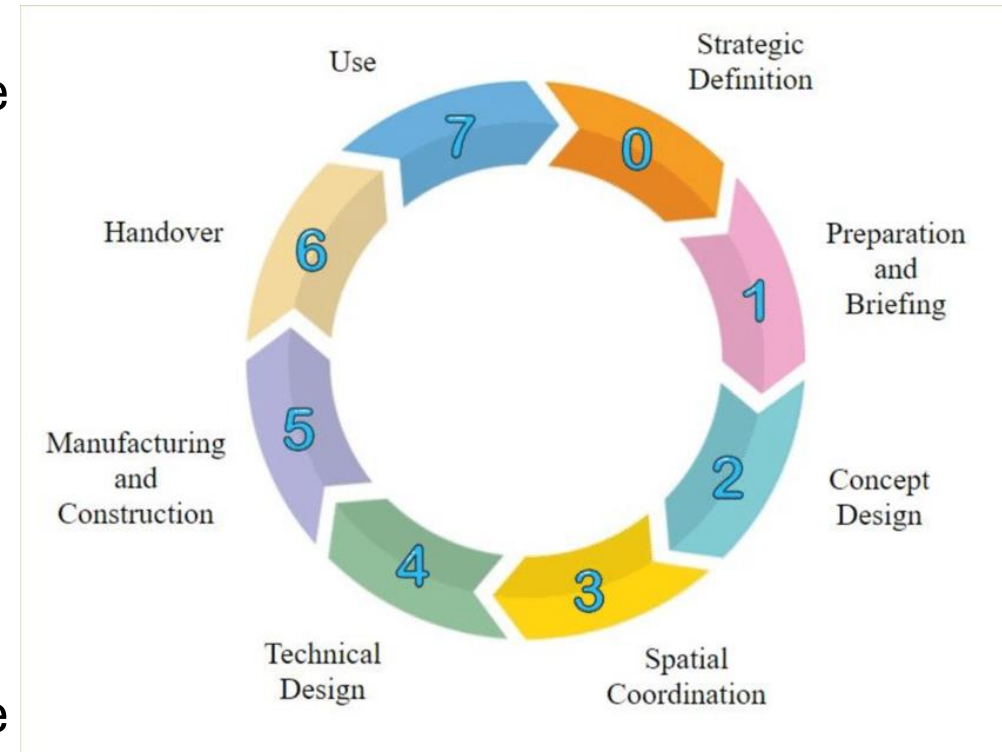 e
Use
Strategic
Definition
7
0
Handover
6
Preparation
and
Briefing
1
Manufacturing
and
Construction
5
2
Concept
Design
4
3
Technical
Design
Spatial
Coordination
e